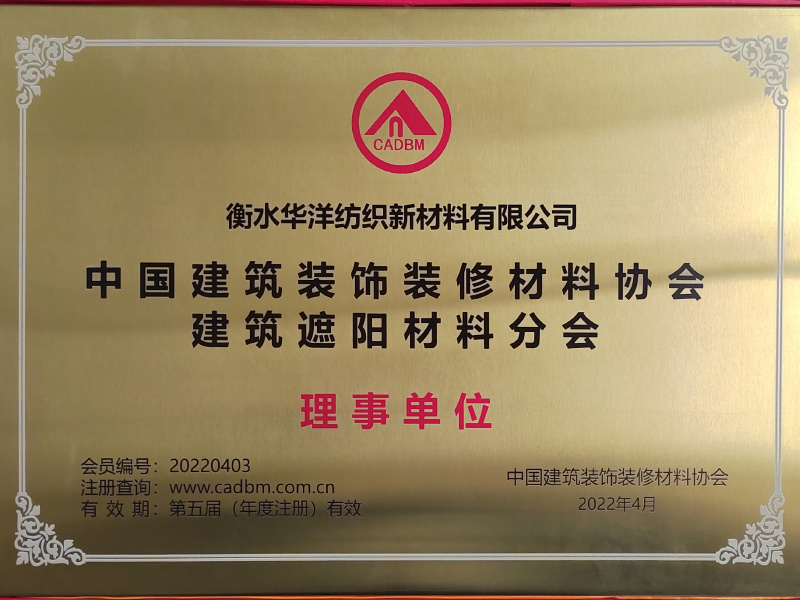 CADBM
衡水华洋纺织新材料有限公司
中国建筑装饰装修材料协会
建筑遮阳材料分会
理事单位
会员编号：20220403
注册查询：www.cadbm.com.cn
有效期：第五届（年度注册）有效
中国建筑装饰装修材料协会
2022年4月